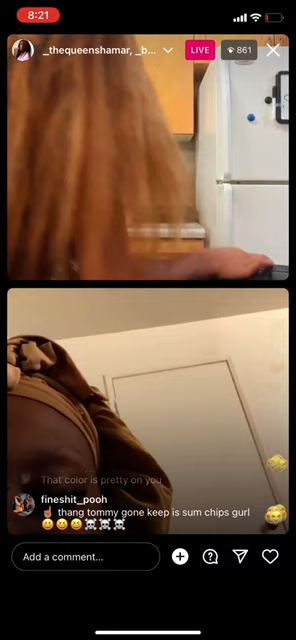 8:21
_thequeenshamar, _b...
LIVE
861
That color is pretty on you
fineshit_pooh
☝🏽 thang tommy gone keep is sum chips gurl
😃😃😃☠️☠️☠️
Add a comment...